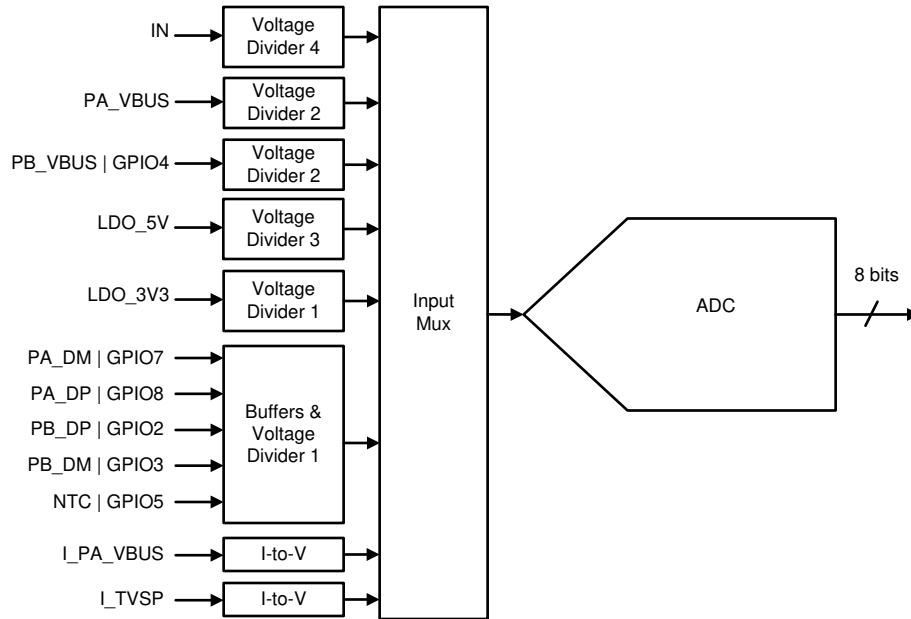 IN
Voltage
Divider 4
PA_VBUS
Voltage
Divider 2
PB_VBUS | GPIO4
Voltage
Divider 2
LDO_5V
Voltage
Divider 3
LDO_3V3
Voltage
Divider 1
PA_DM | GPIO7
PA_DP | GPIO8
PB_DP | GPIO2
PB_DM | GPIO3
NTC | GPIO5
Buffers &
Voltage
Divider 1
I_PA_VBUS
I-to-V
I_TVSP
I-to-V
Input
Mux
ADC
8 bits